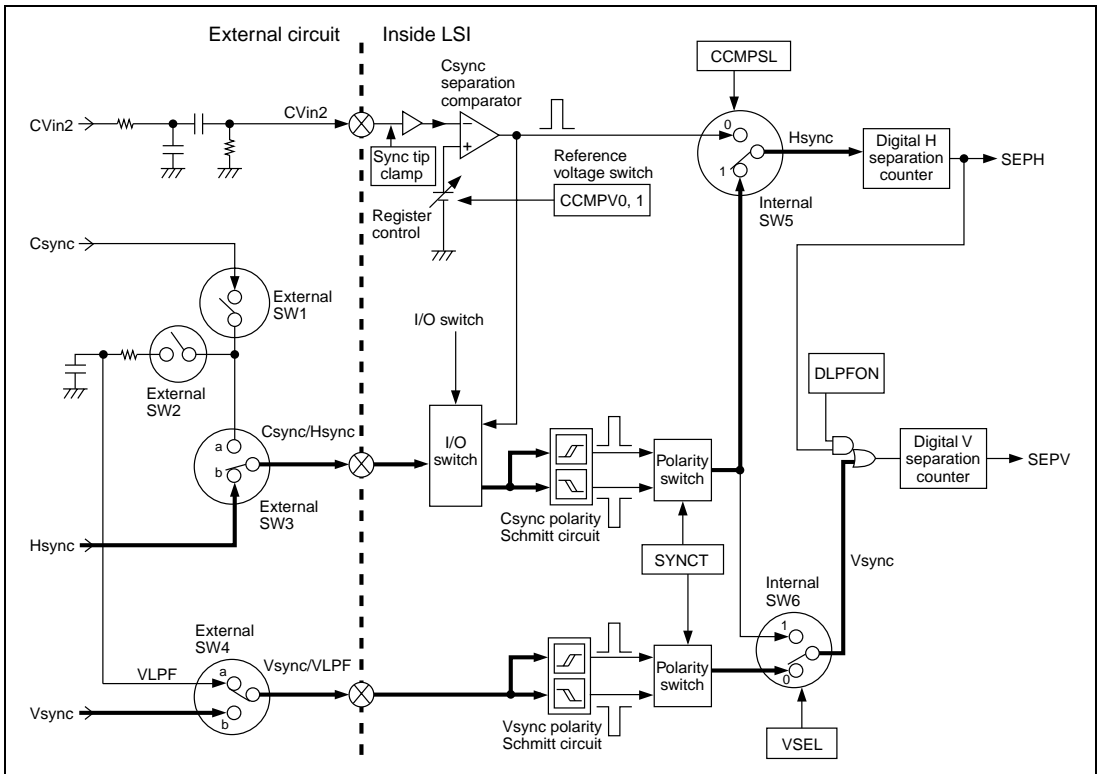 External circuit
Inside LSI
CVin2
CVin2
Sync tip
clamp
Csync
separation
comparator
−
+
Reference
voltage switch
CCMPV0, 1
Register
control
CCMPSL
0
1
Internal
SW5
Hsync
Digital H
separation
counter
SEPH
Csync
External
SW1
External
SW2
I/O switch
I/O
switch
a
b
External
SW3
Csync/Hsync
Hsync
Csync polarity
Schmitt circuit
Polarity
switch
SYNCT
DLPFON
Digital V
separation
counter
SEPV
Vsync
Internal
SW6
1
0
VSEL
External
SW4
VLPF
a
b
Vsync/VLPF
Vsync
Vsync polarity
Schmitt circuit
Polarity
switch